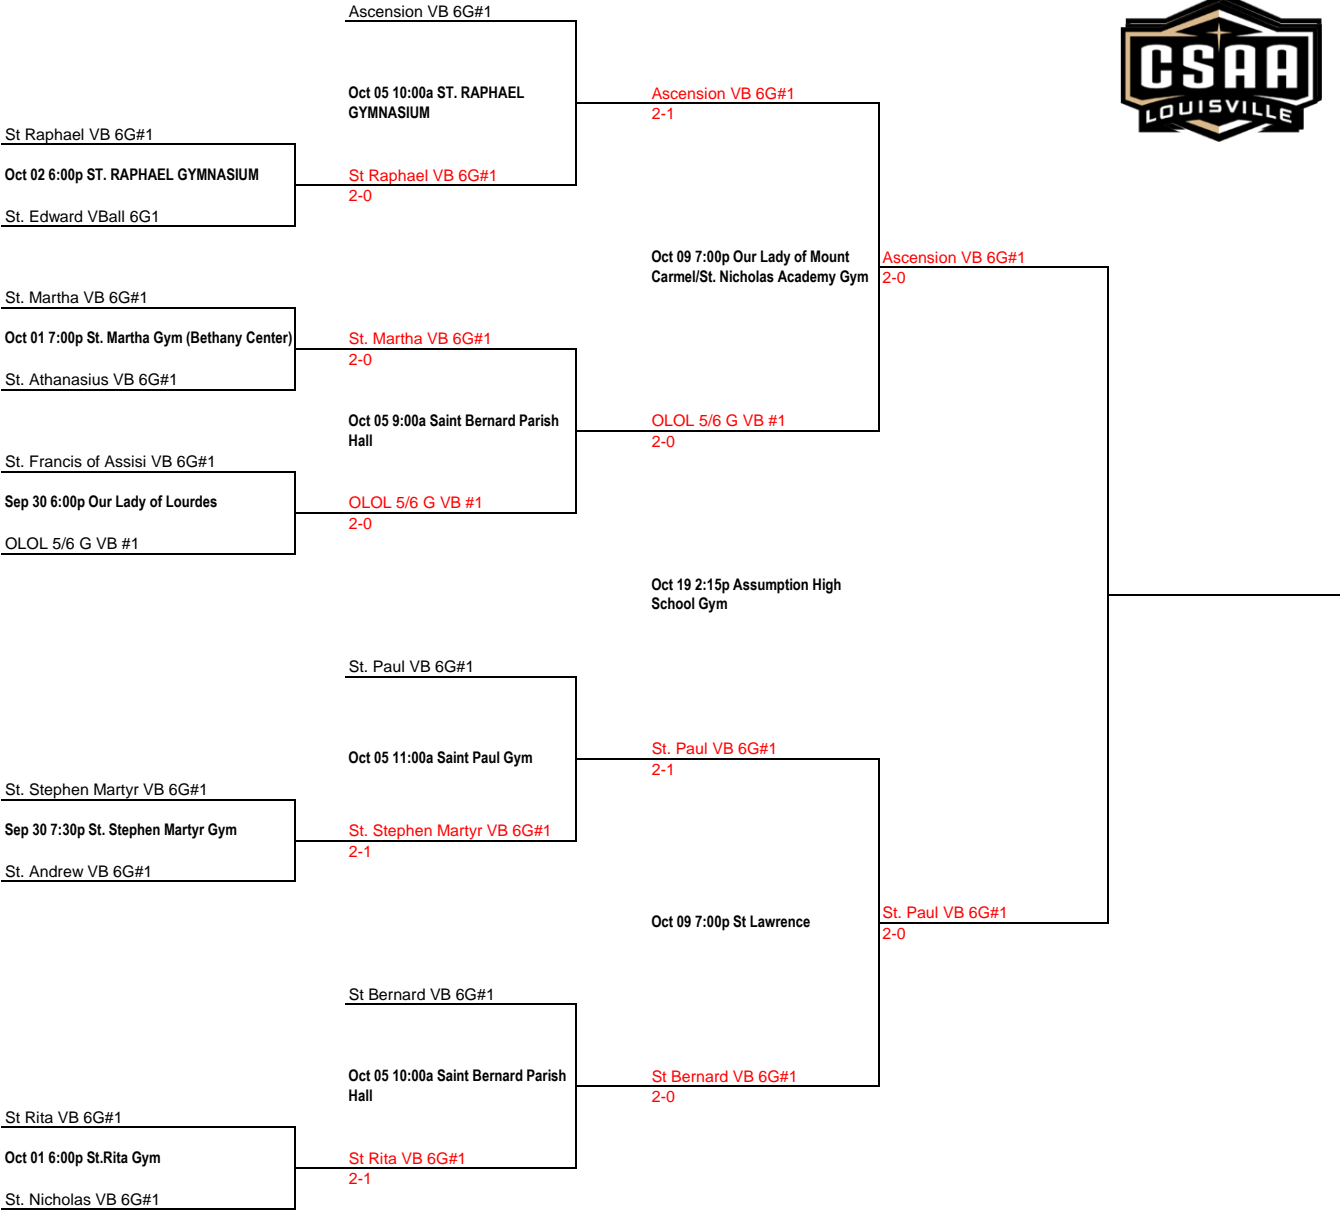 Ascension VB 6G#1
CSAA
LOUISVILLE
Oct 05 10:00a ST. RAPHAEL
GYMNASIUM
Ascension VB 6G#1
2-1
St Raphael VB 6G#1
Oct 02 6:00p ST. RAPHAEL GYMNASIUM
St Raphael VB 6G#1
2-0
St. Edward VBall 6G1
Oct 09 7:00p Our Lady of Mount
Carmel/St. Nicholas Academy Gym
Ascension VB 6G#1
2-0
St. Martha VB 6G#1
Oct 01 7:00p St. Martha Gym (Bethany Center)
St. Martha VB 6G#1
2-0
St. Athanasius VB 6G#1
Oct 05 9:00a Saint Bernard Parish
Hall
OLOL 5/6 G VB #1
2-0
St. Francis of Assisi VB 6G#1
Sep 30 6:00p Our Lady of Lourdes
OLOL 5/6 G VB #1
2-0
OLOL 5/6 G VB #1
Oct 19 2:15p Assumption High
School Gym
St. Paul VB 6G#1
Oct 05 11:00a Saint Paul Gym
St. Paul VB 6G#1
2-1
St. Stephen Martyr VB 6G#1
Sep 30 7:30p St. Stephen Martyr Gym
St. Stephen Martyr VB 6G#1
2-1
St. Andrew VB 6G#1
Oct 09 7:00p St Lawrence
St. Paul VB 6G#1
2-0
St Bernard VB 6G#1
Oct 05 10:00a Saint Bernard Parish
Hall
St Bernard VB 6G#1
2-0
St Rita VB 6G#1
Oct 01 6:00p St.Rita Gym
St Rita VB 6G#1
2-1
St. Nicholas VB 6G#1